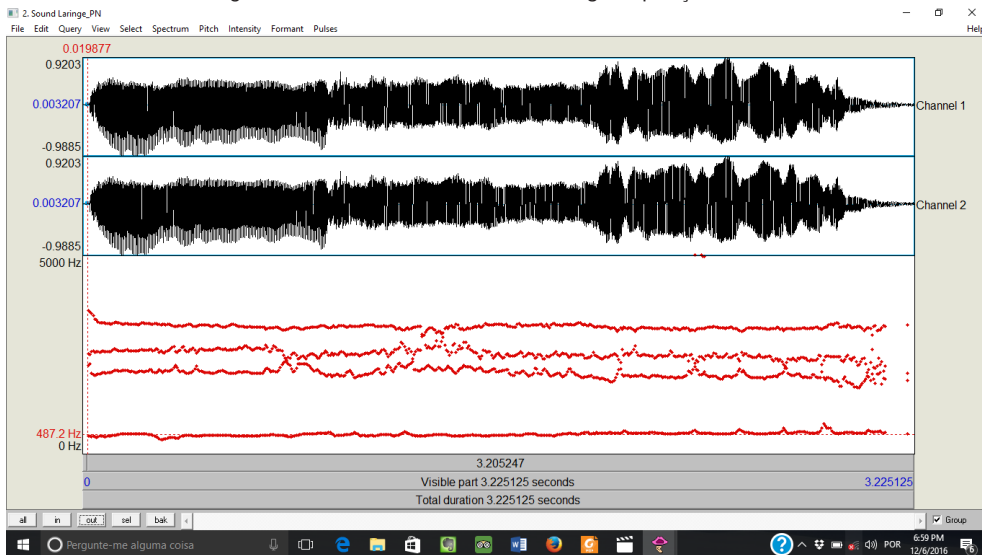 2. Sound Laringe_PN
File Edit Query View Select Spectrum Pitch Intensity Formant Pulses
Help
0.019877
0.9203
0.003207
Channel 1
-0.9885
0.9203
0.003207
Channel 2
-0.9885
5000 Hz
487.2 Hz
0 Hz
3.205247
0
Visible part 3.225125 seconds
3.225125
Total duration 3.225125 seconds
all in out sel bak
Group
Pergunte-me alguma coisa
POR
6:59 PM
12/6/2016